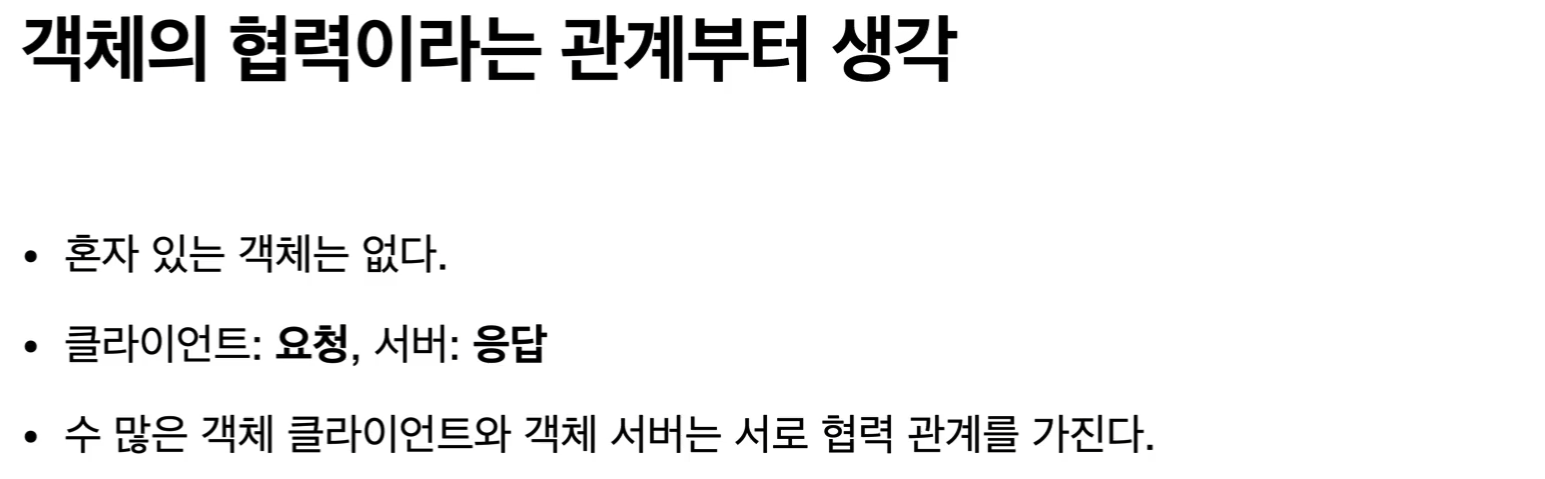 객체의 협력이라는 관계부터 생각
• 혼자 있는 객체는 없다.
• 클라이언트: 요청, 서버: 응답
• 수 많은 객체 클라이언트와 객체 서버는 서로 협력 관계를 가진다.